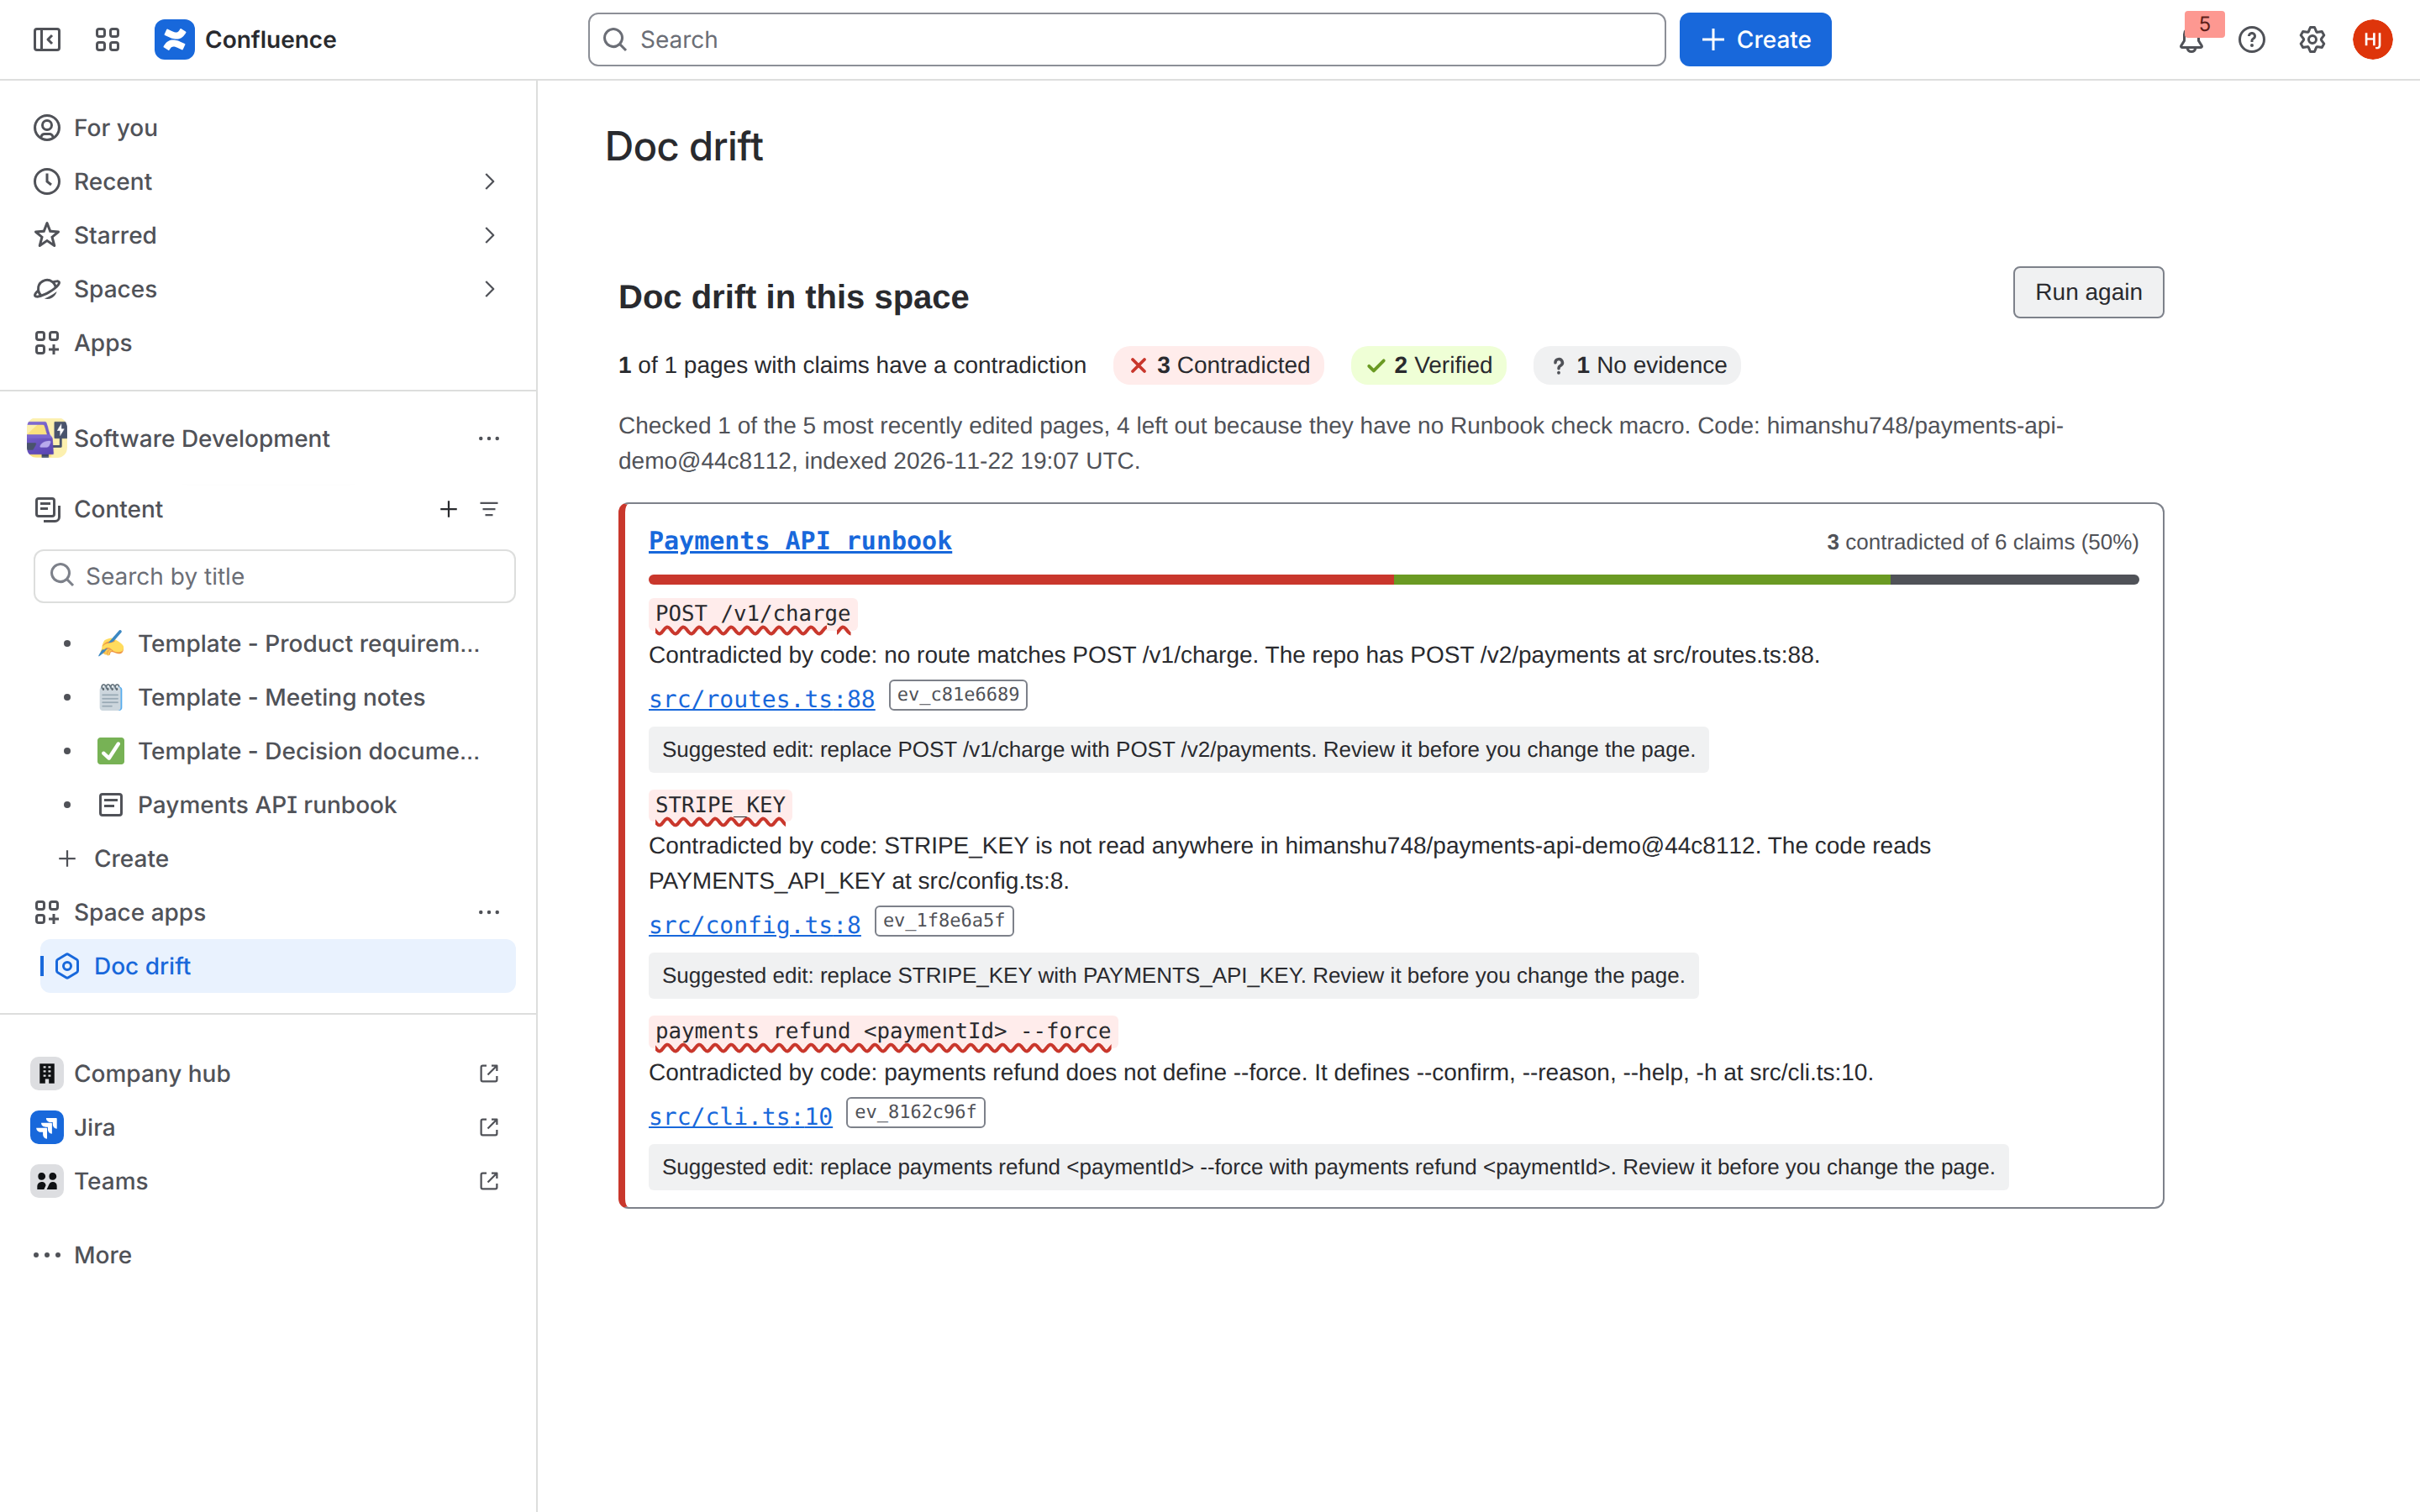 Confluence
Search
Create
5
HJ
For you
Recent
Starred
Spaces
Apps
Software Development
Content
Search by title
Template - Product requirem...
Template - Meeting notes
Template - Decision docume...
Payments API runbook
Create
Space apps
Doc drift
Company hub
Jira
Teams
More
Doc drift
Doc drift in this space
Run again
1 of 1 pages with claims have a contradiction
3 Contradicted
2 Verified
? 1 No evidence
Checked 1 of the 5 most recently edited pages, 4 left out because they have no Runbook check macro. Code: himanshu748/payments-api-
demo@44c8112, indexed 2026-11-22 19:07 UTC.
Payments API runbook
3 contradicted of 6 claims (50%)
POST /v1/charge
Contradicted by code: no route matches POST /v1/charge. The repo has POST /v2/payments at src/routes.ts:88.
src/routes.ts:88 ev_c81e6689
Suggested edit: replace POST /v1/charge with POST /v2/payments. Review it before you change the page.
STRIPE_KEY
Contradicted by code: STRIPE_KEY is not read anywhere in himanshu748/payments-api-demo@44c8112. The code reads
PAYMENTS_API_KEY at src/config.ts:8.
src/config.ts:8 ev_1f8e6a5f
Suggested edit: replace STRIPE_KEY with PAYMENTS_API_KEY. Review it before you change the page.
payments refund <paymentId> --force
Contradicted by code: payments refund does not define --force. It defines --confirm, --reason, --help, -h at src/cli.ts:10.
src/cli.ts:10 ev_8162c96f
Suggested edit: replace payments refund <paymentId> --force with payments refund <paymentId>. Review it before you change the page.